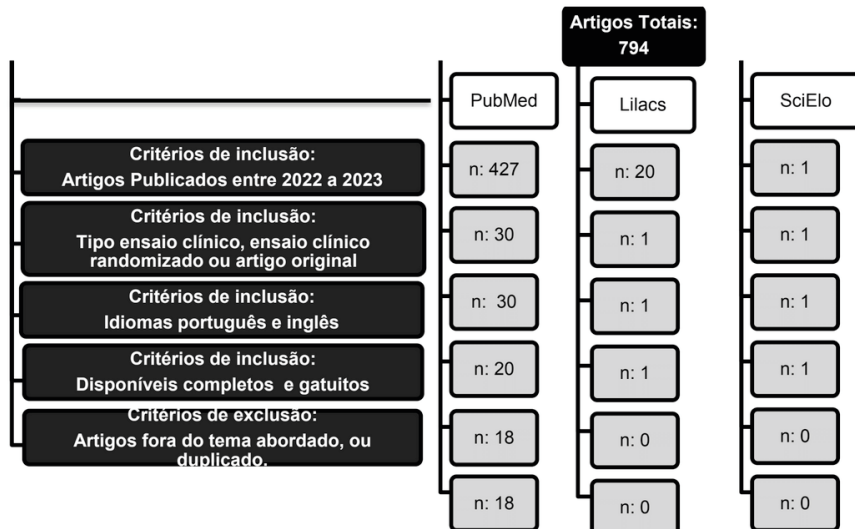 Artigos Totais:
794
PubMed
Lilacs
SciElo
Critérios de inclusão:
Artigos Publicados entre 2022 a 2023
n: 427
n: 20
n: 1
Critérios de inclusão:
Tipo ensaio clínico, ensaio clínico
randomizado ou artigo original
n: 30
n: 1
n: 1
Critérios de inclusão:
Idiomas português e inglês
n: 30
n: 1
n: 1
Critérios de inclusão:
Disponíveis completos e gatuitos
n: 20
n: 1
n: 1
Critérios de exclusão:
Artigos fora do tema abordado, ou
duplicado.
n: 18
n: 0
n: 0
n: 18
n: 0
n: 0